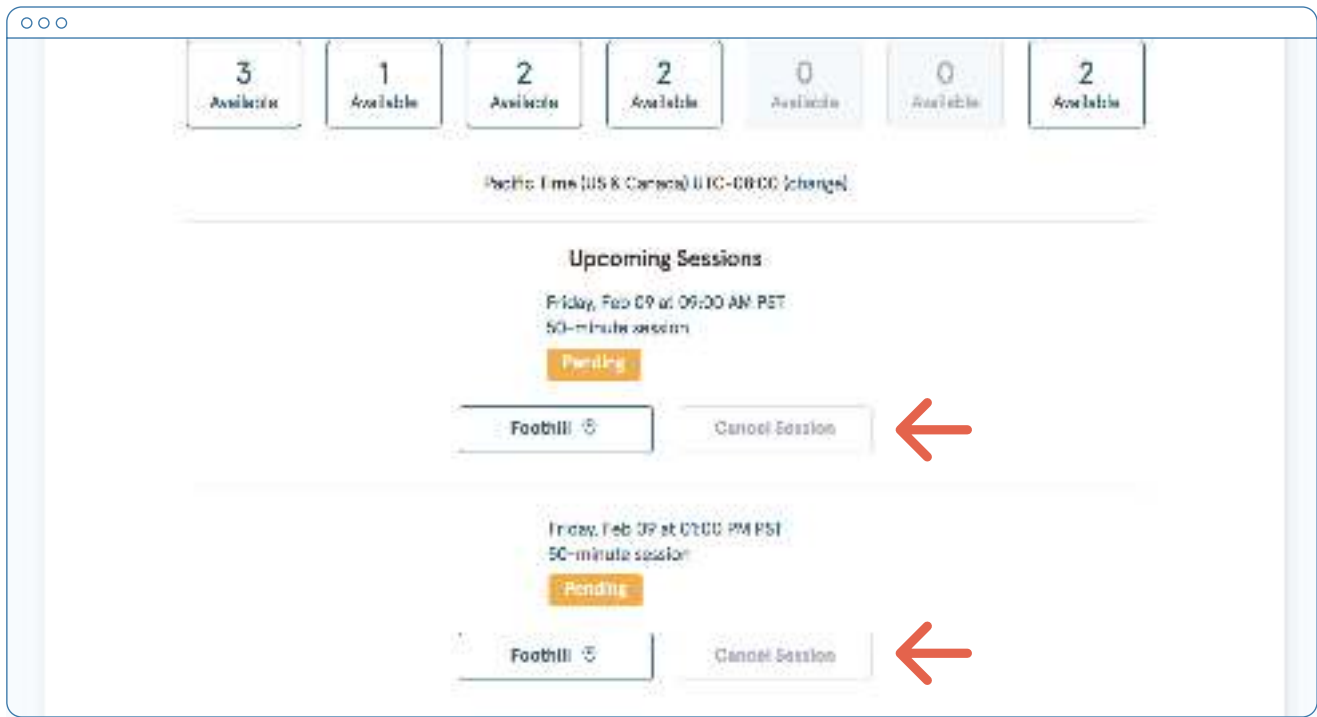 3 1 2 2 0 0 2
Available Available Available Available Available Available Available
Pacific Time (US & Canada) UTC-08:00 (change)
Upcoming Sessions
Friday, Feb 09 at 09:00 AM PST
50-minute session
Pending
Foothill Cancel Session
Friday, Feb 09 at 01:00 PM PST
50-minute session
Pending
Foothill Cancel Session